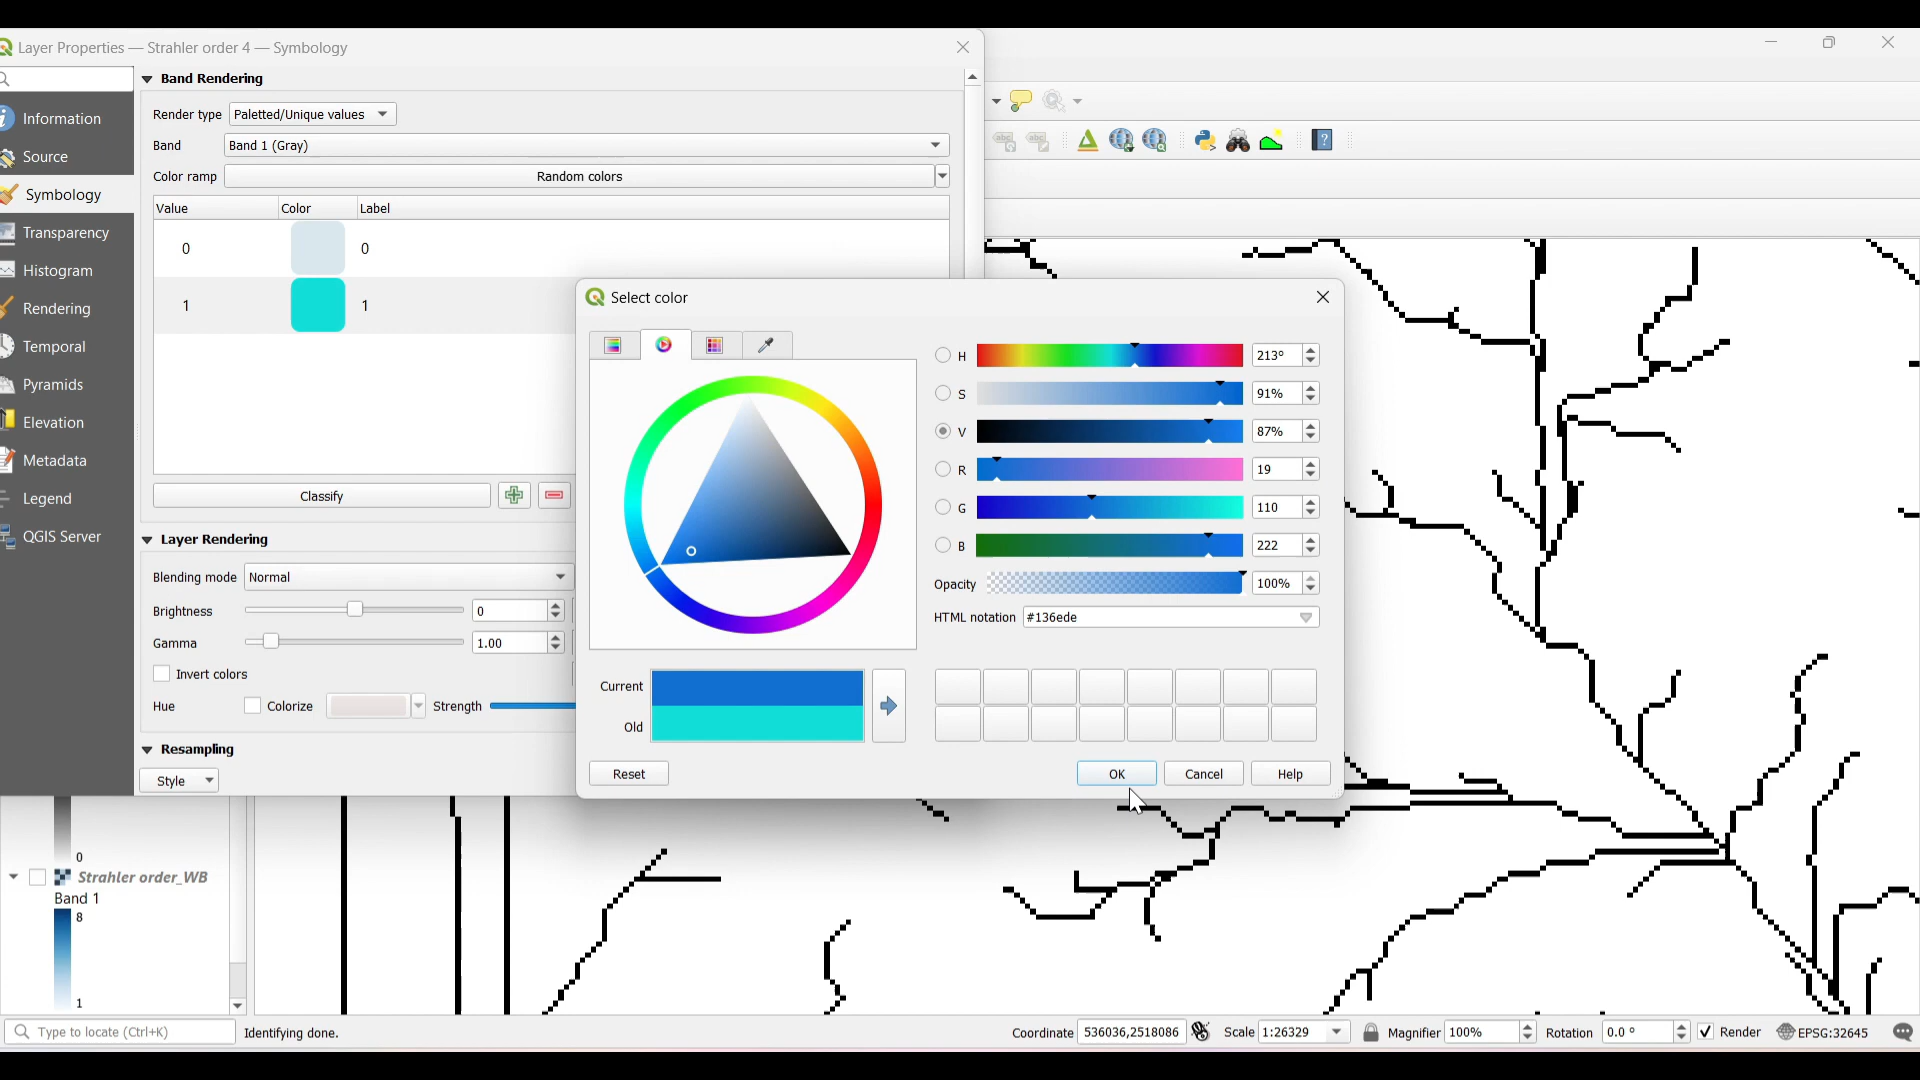 Layer Properties — Strahler order 4 — Symbology
Information
Source
Symbology
Transparency
Histogram
Rendering
Temporal
Pyramids
Elevation
Metadata
Legend
QGIS Server
Band Rendering
Render type Paletted/Unique values
Band Band 1 (Gray)
Color ramp Random colors
Value Color Label
0 0
1 1
Classify
Layer Rendering
Blending mode Normal
Brightness 0
Gamma 1.00
Invert colors
Hue Colorize Strength
Resampling
Style
Select color
H 213°
S 91%
V 87%
R 19
G 110
B 222
Opacity 100%
HTML notation #136ede
Current
Old
Reset OK Cancel Help
abc abc
0
Strahler order_WB
Band 1
8
1
Type to locate (Ctrl+K) Identifying done. Coordinate 536036,2518086 Scale 1:26329 Magnifier 100% Rotation 0.0 ° Render EPSG:32645